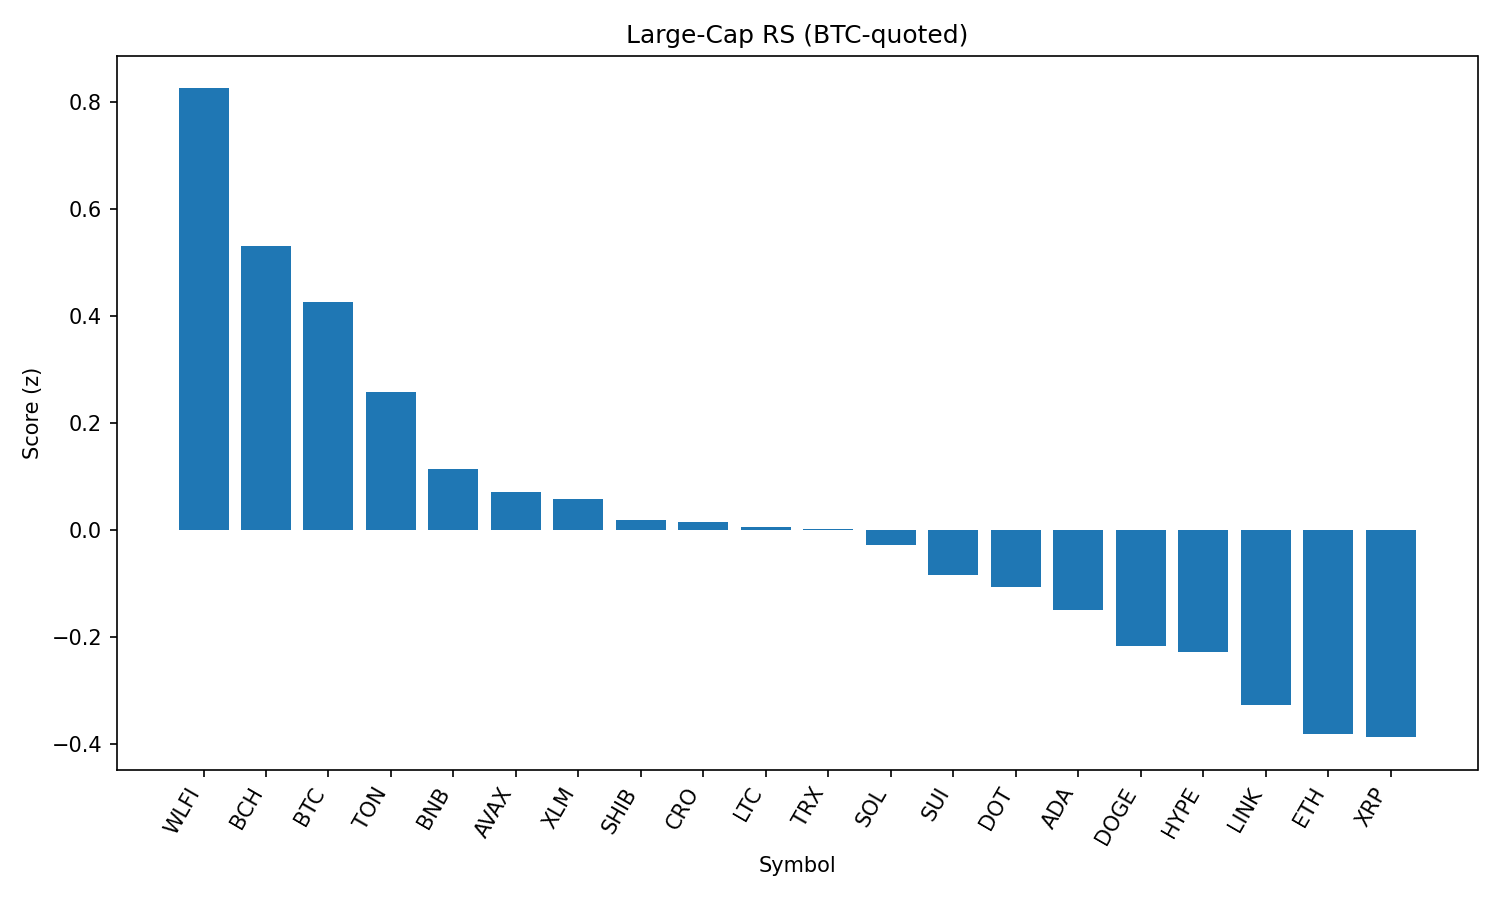 Large-Cap RS (BTC-quoted)
Score (z)
0.8
0.6
0.4
0.2
0.0
−0.2
−0.4
WLFI
BCH
BTC
TON
BNB
AVAX
XLM
SHIB
CRO
LTC
TRX
SOL
SUI
DOT
ADA
DOGE
HYPE
LINK
ETH
XRP
Symbol